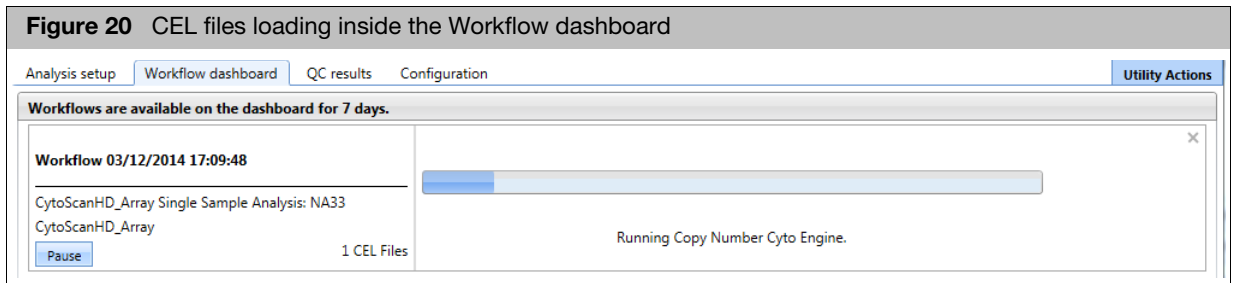 Figure 20 CEL files loading inside the Workflow dashboard
Analysis setup Workflow dashboard QC results Configuration Utility Actions
Workflows are available on the dashboard for 7 days.
Workflow 03/12/2014 17:09:48
CytoScanHD_Array Single Sample Analysis: NA33
CytoScanHD_Array
Pause 1 CEL Files
Running Copy Number Cyto Engine.